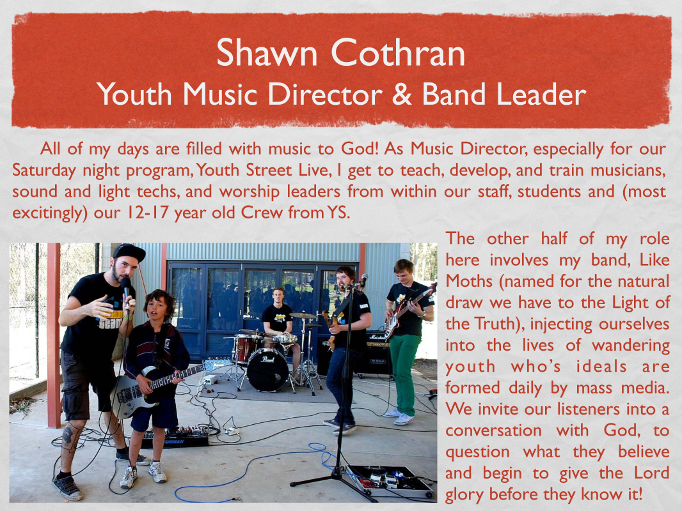 Shawn Cothran
Youth Music Director & Band Leader
All of my days are filled with music to God! As Music Director, especially for our
Saturday night program, Youth Street Live, I get to teach, develop, and train musicians,
sound and light techs, and worship leaders from within our staff, students and (most
excitingly) our 12-17 year old Crew from YS.
The other half of my role
here involves my band, Like
Moths (named for the natural
draw we have to the Light of
the Truth), injecting ourselves
into the lives of wandering
youth who's ideals are
formed daily by mass media.
We invite our listeners into a
conversation with God, to
question what they believe
and begin to give the Lord
glory before they know it!